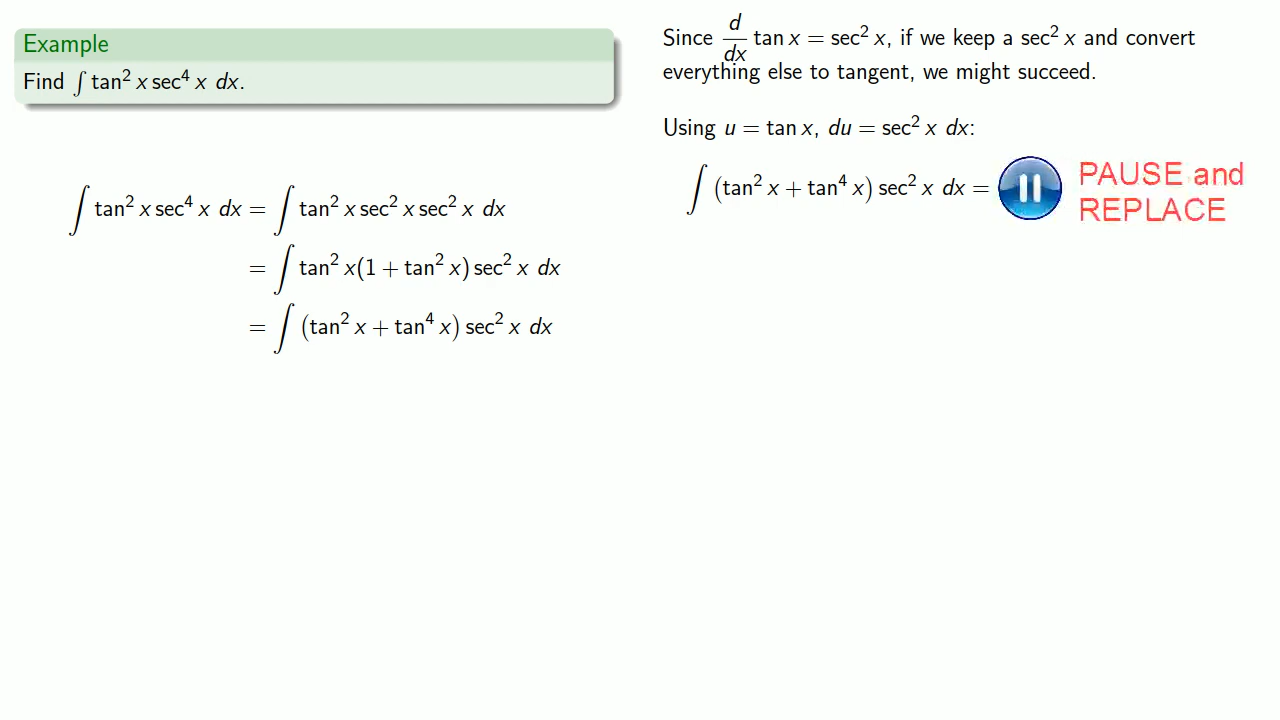 Example
Find ∫ tan² x sec⁴ x dx.
∫ tan² x sec⁴ x dx = ∫ tan² x sec² x sec² x dx
= ∫ tan² x(1 + tan² x) sec² x dx
= ∫ (tan² x + tan⁴ x) sec² x dx
Since d/dx tan x = sec² x, if we keep a sec² x and convert
everything else to tangent, we might succeed.
Using u = tan x, du = sec² x dx:
∫ (tan² x + tan⁴ x) sec² x dx =
PAUSE and
REPLACE